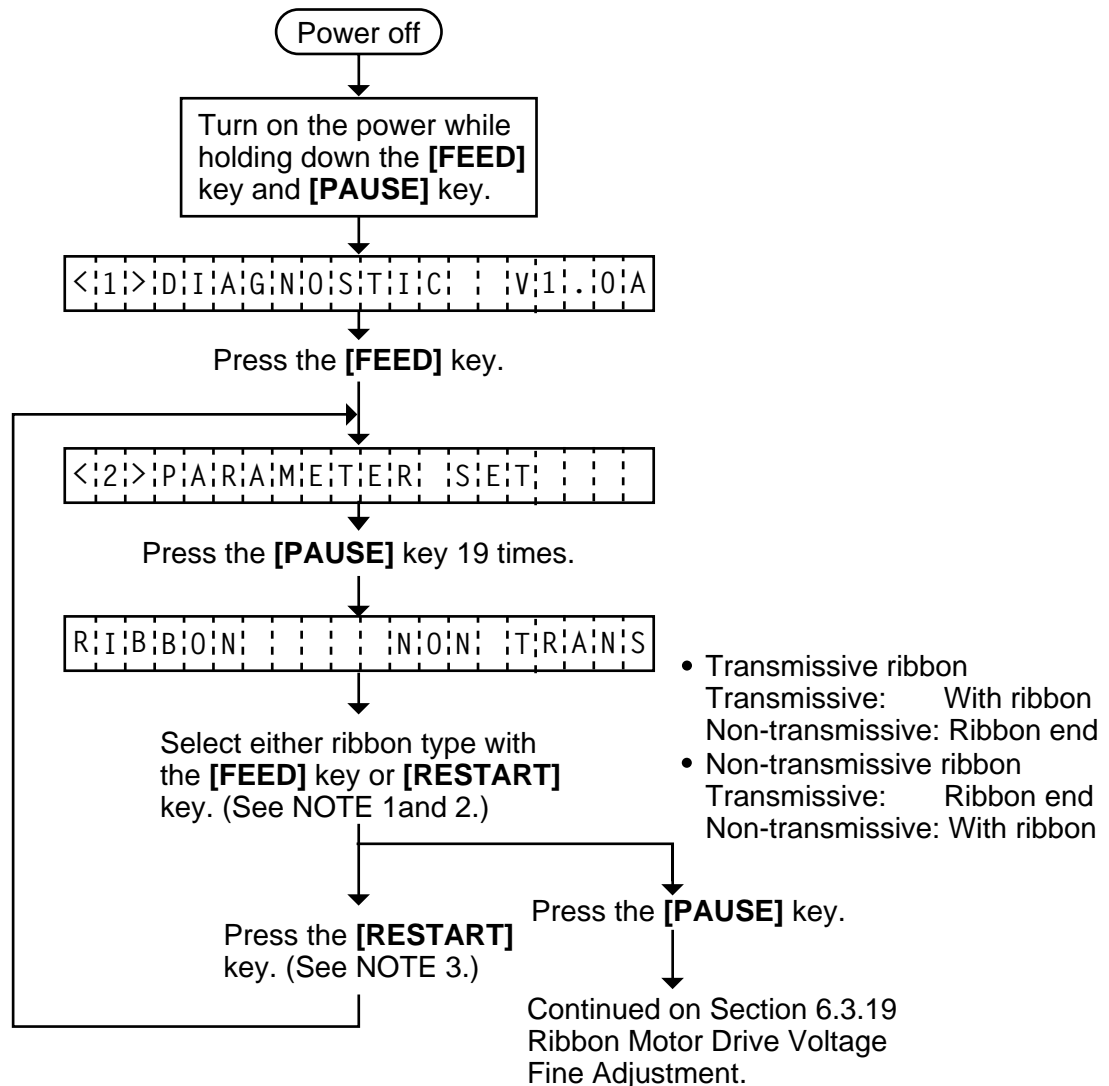 Power off
Turn on the power while
holding down the [FEED]
key and [PAUSE] key.
<1>DIAGNOSTIC  V1.0A
Press the [FEED] key.
<2>PARAMETER SET
Press the [PAUSE] key 19 times.
RIBBON     NON TRANS
• Transmissive ribbon
Transmissive: With ribbon
Non-transmissive: Ribbon end
• Non-transmissive ribbon
Transmissive: Ribbon end
Non-transmissive: With ribbon
Select either ribbon type with
the [FEED] key or [RESTART]
key. (See NOTE 1and 2.)
Press the [RESTART]
key. (See NOTE 3.)
Press the [PAUSE] key.
Continued on Section 6.3.19
Ribbon Motor Drive Voltage
Fine Adjustment.